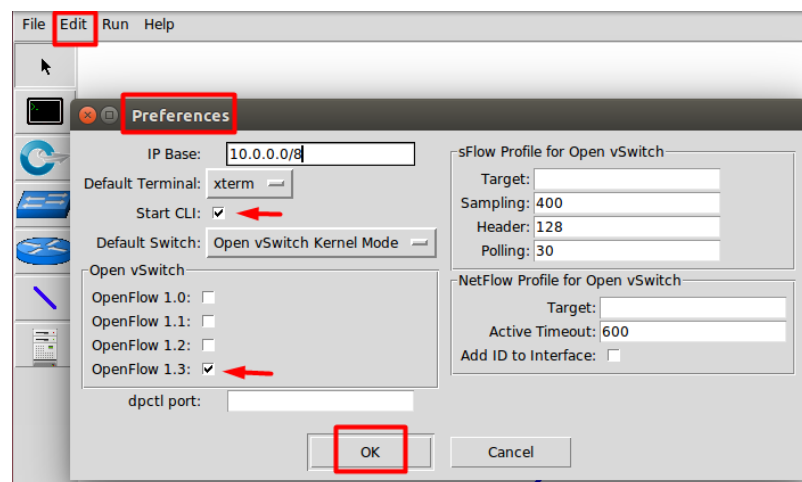 File Edit Run Help
Preferences
IP Base: 10.0.0.0/8
Default Terminal: xterm
Start CLI:
Default Switch: Open vSwitch Kernel Mode
Open vSwitch
OpenFlow 1.0:
OpenFlow 1.1:
OpenFlow 1.2:
OpenFlow 1.3:
dpctl port:
sFlow Profile for Open vSwitch
Target:
Sampling: 400
Header: 128
Polling: 30
NetFlow Profile for Open vSwitch
Target:
Active Timeout: 600
Add ID to Interface:
OK Cancel